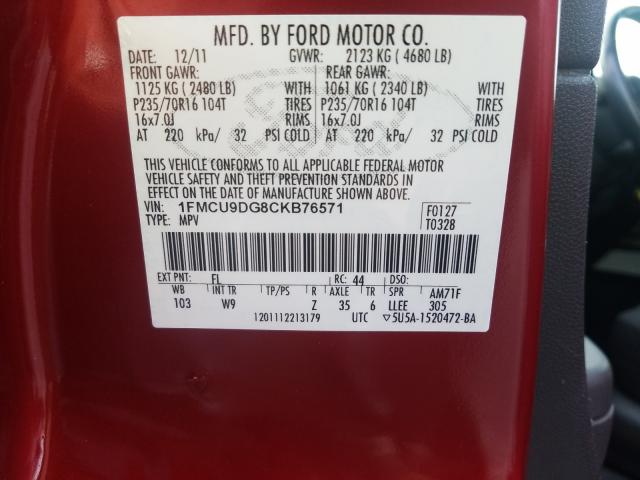 MFD. BY FORD MOTOR CO.
DATE: 12/11 GVWR: 2123 KG ( 4680 LB)
FRONT GAWR: REAR GAWR:
1125 KG ( 2480 LB) WITH 1061 KG ( 2340 LB) WITH
P235/70R16 104T TIRES P235/70R16 104T TIRES
16x7.0J RIMS 16x7.0J RIMS
AT 220 kPa/ 32 PSI COLD AT 220 kPa/ 32 PSI COLD
THIS VEHICLE CONFORMS TO ALL APPLICABLE FEDERAL MOTOR
VEHICLE SAFETY AND THEFT PREVENTION STANDARDS IN
EFFECT ON THE DATE OF MANUFACTURE SHOWN ABOVE.
VIN: 1FMCU9DG8CKB76571 F0127
TYPE: MPV T0328
EXT PNT: FL RC: 44 DSO:
WB INT TR TP/PS R AXLE TR SPR AM71F
103 W9 Z 35 6 LLEE 305
1201112213179 UTC ▽5U5A-1520472-BA